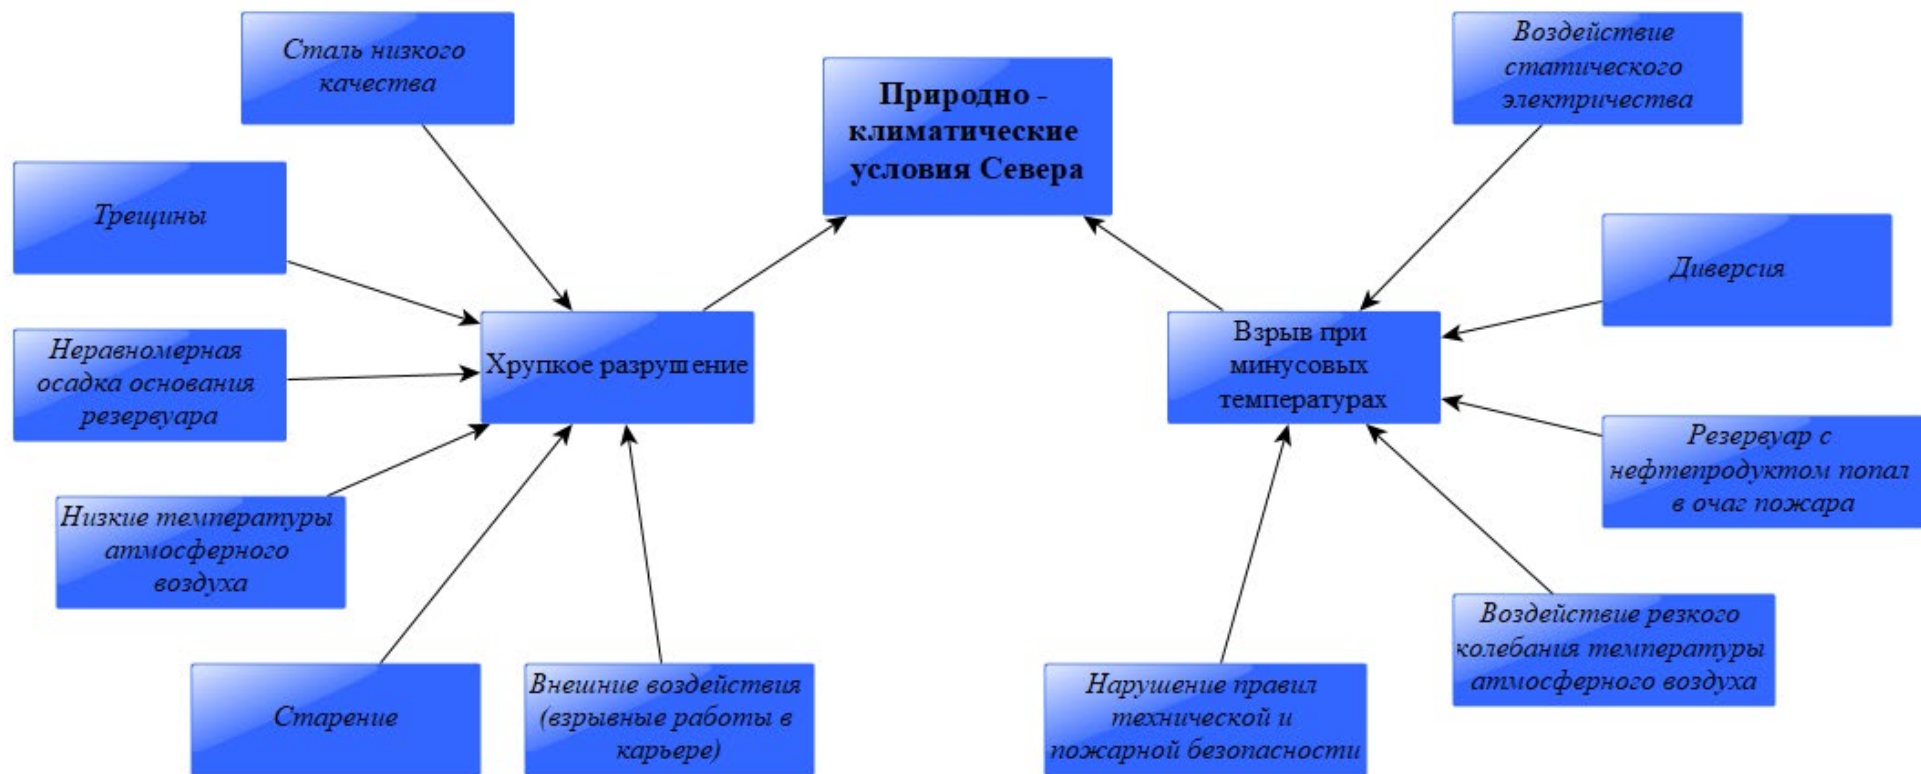 Сталь низкого
качества
Природно -
климатические
условия Севера
Воздействие
статического
электричества
Трещины
Диверсия
Неравномерная
осадка основания
резервуара
Хрупкое разрушение
Взрыв при
минусовых
температурах
Резервуар с
нефтепродуктом попал
в очаг пожара
Низкие температуры
атмосферного
воздуха
Воздействие резкого
колебания температуры
атмосферного воздуха
Старение
Внешние воздействия
(взрывные работы в
карьере)
Нарушение правил
технической и
пожарной безопасности